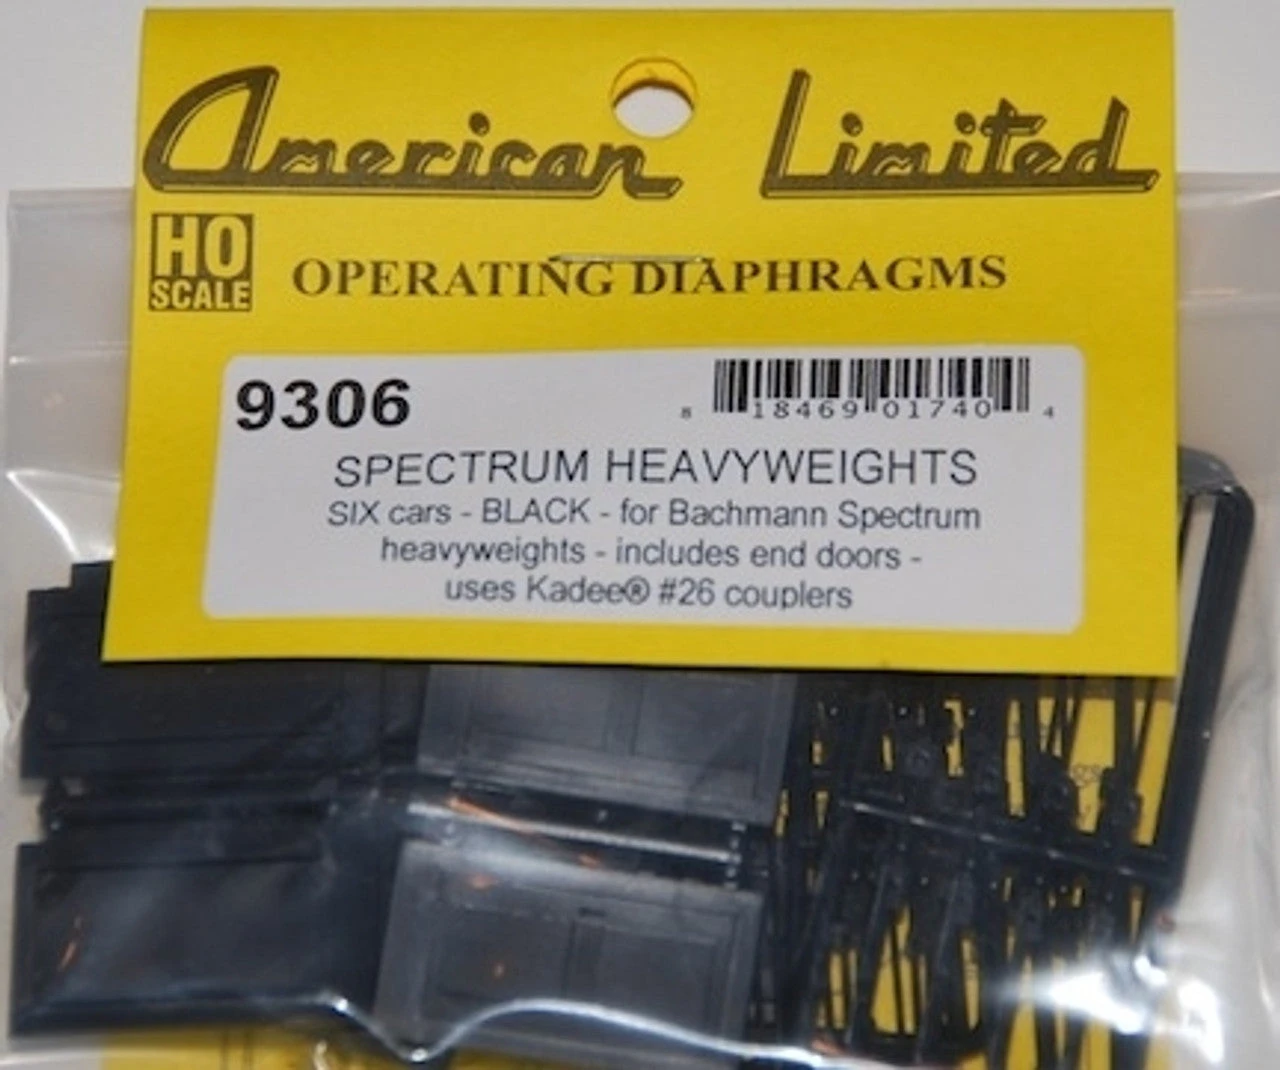 American Limited
HO
SCALE
OPERATING DIAPHRAGMS
9306
8 18469 01740 4
SPECTRUM HEAVYWEIGHTS
SIX cars - BLACK - for Bachmann Spectrum
heavyweights - includes end doors -
uses Kadee® #26 couplers